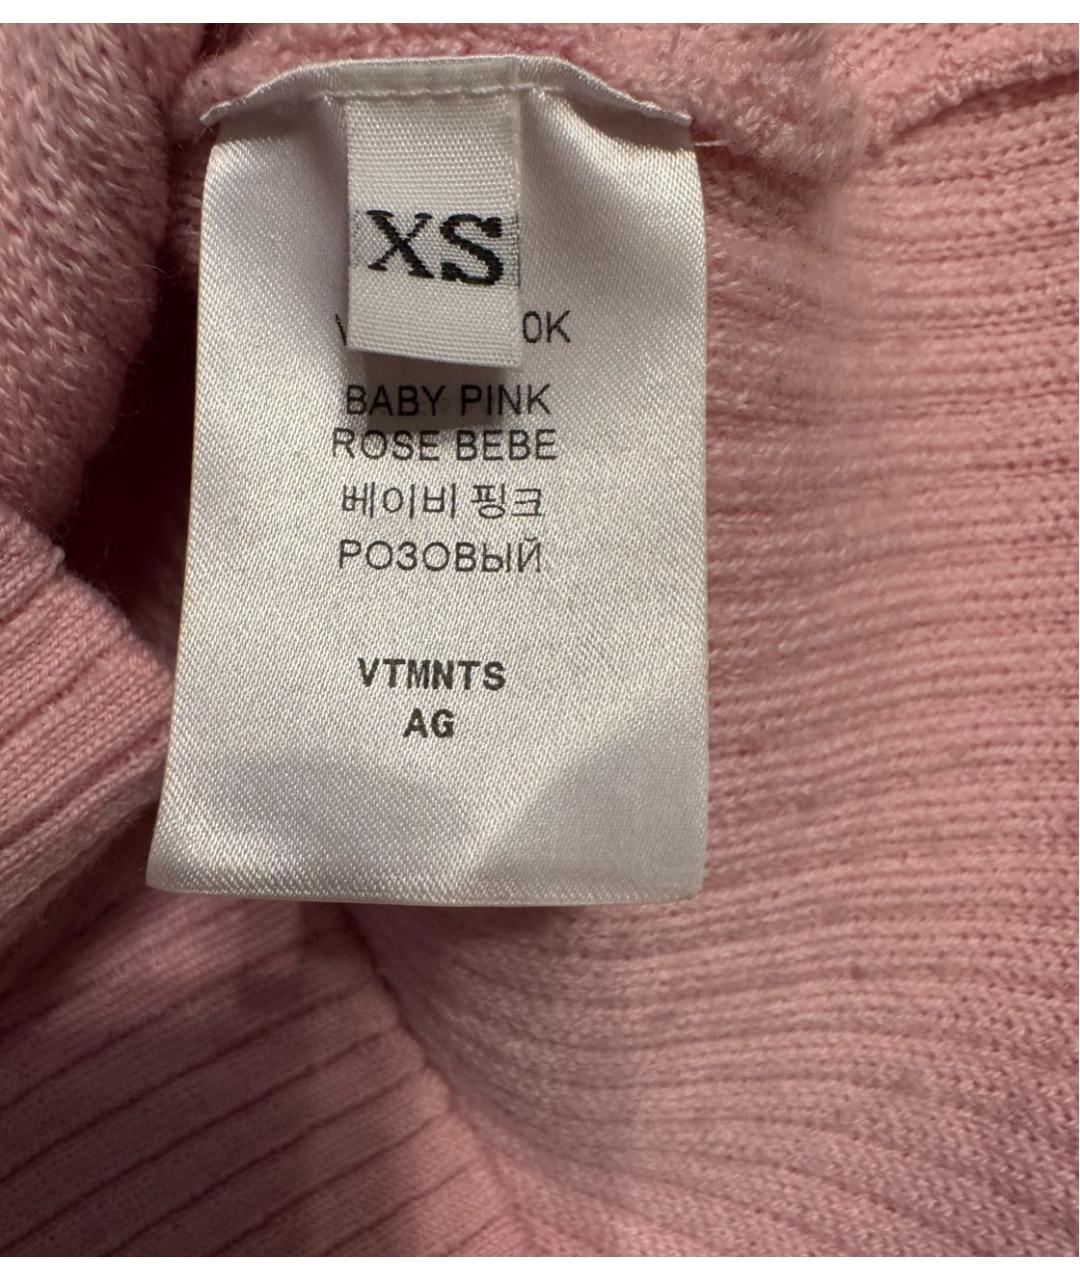 XS
BABY PINK
ROSE BEBE
베이비 핑크
РОЗОВЫЙ
VTMNTS
AG